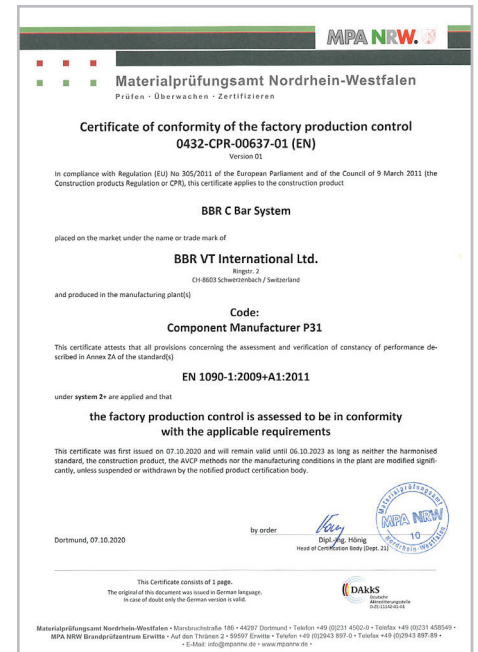 MPA NRW.
Materialprüfungsamt Nordrhein-Westfalen
Prüfen · Überwachen · Zertifizieren
Certificate of conformity of the factory production control
0432-CPR-00637-01 (EN)
Version 01
In compliance with Regulation (EU) No 305/2011 of the European Parliament and of the Council of 9 March 2011 (the
Construction products Regulation or CPR), this certificate applies to the construction product
BBR C Bar System
placed on the market under the name or trade mark of
BBR VT International Ltd.
Ringstr. 2
CH-8603 Schwerzenbach / Switzerland
and produced in the manufacturing plant(s)
Code:
Component Manufacturer P31
This certificate attests that all provisions concerning the assessment and verification of constancy of performance de-
scribed in Annex ZA of the standard(s)
EN 1090-1:2009+A1:2011
under system 2+ are applied and that
the factory production control is assessed to be in conformity
with the applicable requirements
This certificate was first issued on 07.10.2020 and will remain valid until 06.10.2023 as long as neither the harmonised
standard, the construction product, the AVCP methods nor the manufacturing conditions in the plant are modified signifi-
cantly, unless suspended or withdrawn by the notified product certification body.
Materialprüfungsamt
MPA NRW
10
Nordrhein-Westfalen
by order
Dortmund, 07.10.2020
Dipl.-Ing. Hönig
Head of Certification Body (Dept. 21)
This Certificate consists of 1 page.
The original of this document was issued in German language.
In case of doubt only the German version is valid.
DAkkS
Deutsche
Akkreditierungsstelle
D-ZE-11142-01-01
Materialprüfungsamt Nordrhein-Westfalen • Marsbruchstraße 186 • 44287 Dortmund • Telefon +49 (0)231 4502-0 • Telefax +49 (0)231 458549 •
MPA NRW Brandprüfzentrum Erwitte • Auf den Thränen 2 • 59597 Erwitte • Telefon +49 (0)2943 897-0 • Telefax +49 (0)2943 897-89 •
• E-Mail: info@mpanrw.de • www.mpanrw.de •